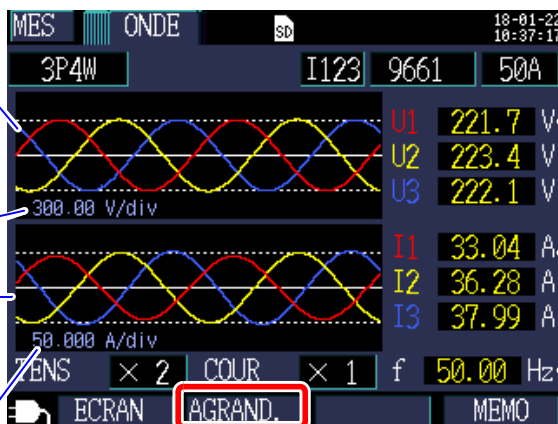 MES ONDE SD 18-01-22
10:37:17
3P4W I123 9661 50A
U1 221.7 V
U2 223.4 V
U3 222.1 V
300.00 V/div
I1 33.04 A
I2 36.28 A
I3 37.99 A
50.000 A/div
TENS × 2 COUR × 1 f 50.00 Hz
ECRAN AGRAND. MEMO